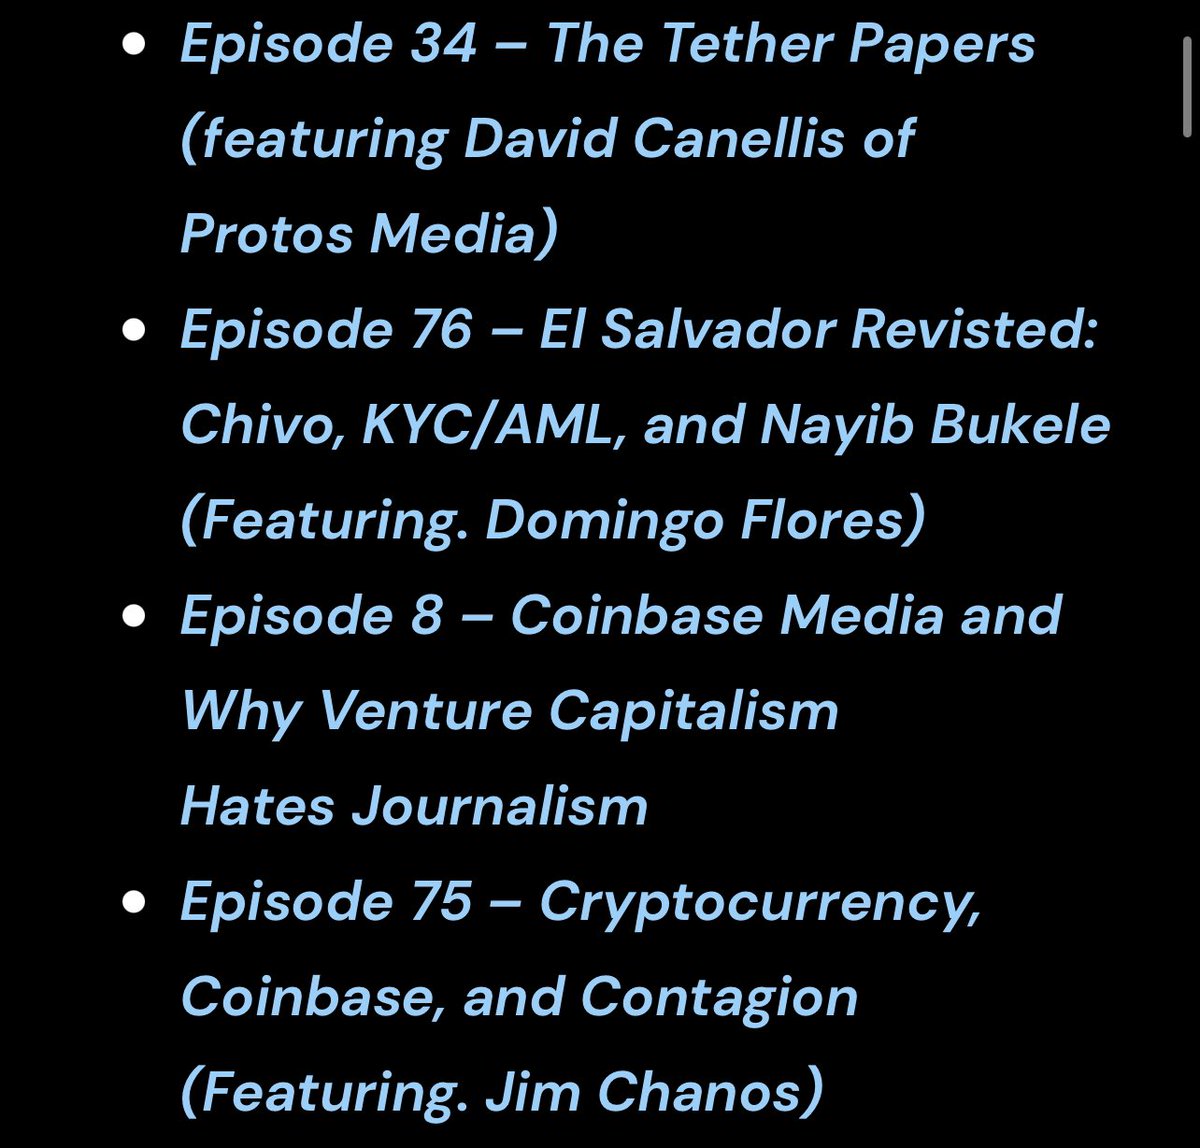 • Episode 34 – The Tether Papers
(featuring David Canellis of
Protos Media)
• Episode 76 – El Salvador Revisted:
Chivo, KYC/AML, and Nayib Bukele
(Featuring. Domingo Flores)
• Episode 8 – Coinbase Media and
Why Venture Capitalism
Hates Journalism
• Episode 75 – Cryptocurrency,
Coinbase, and Contagion
(Featuring. Jim Chanos)